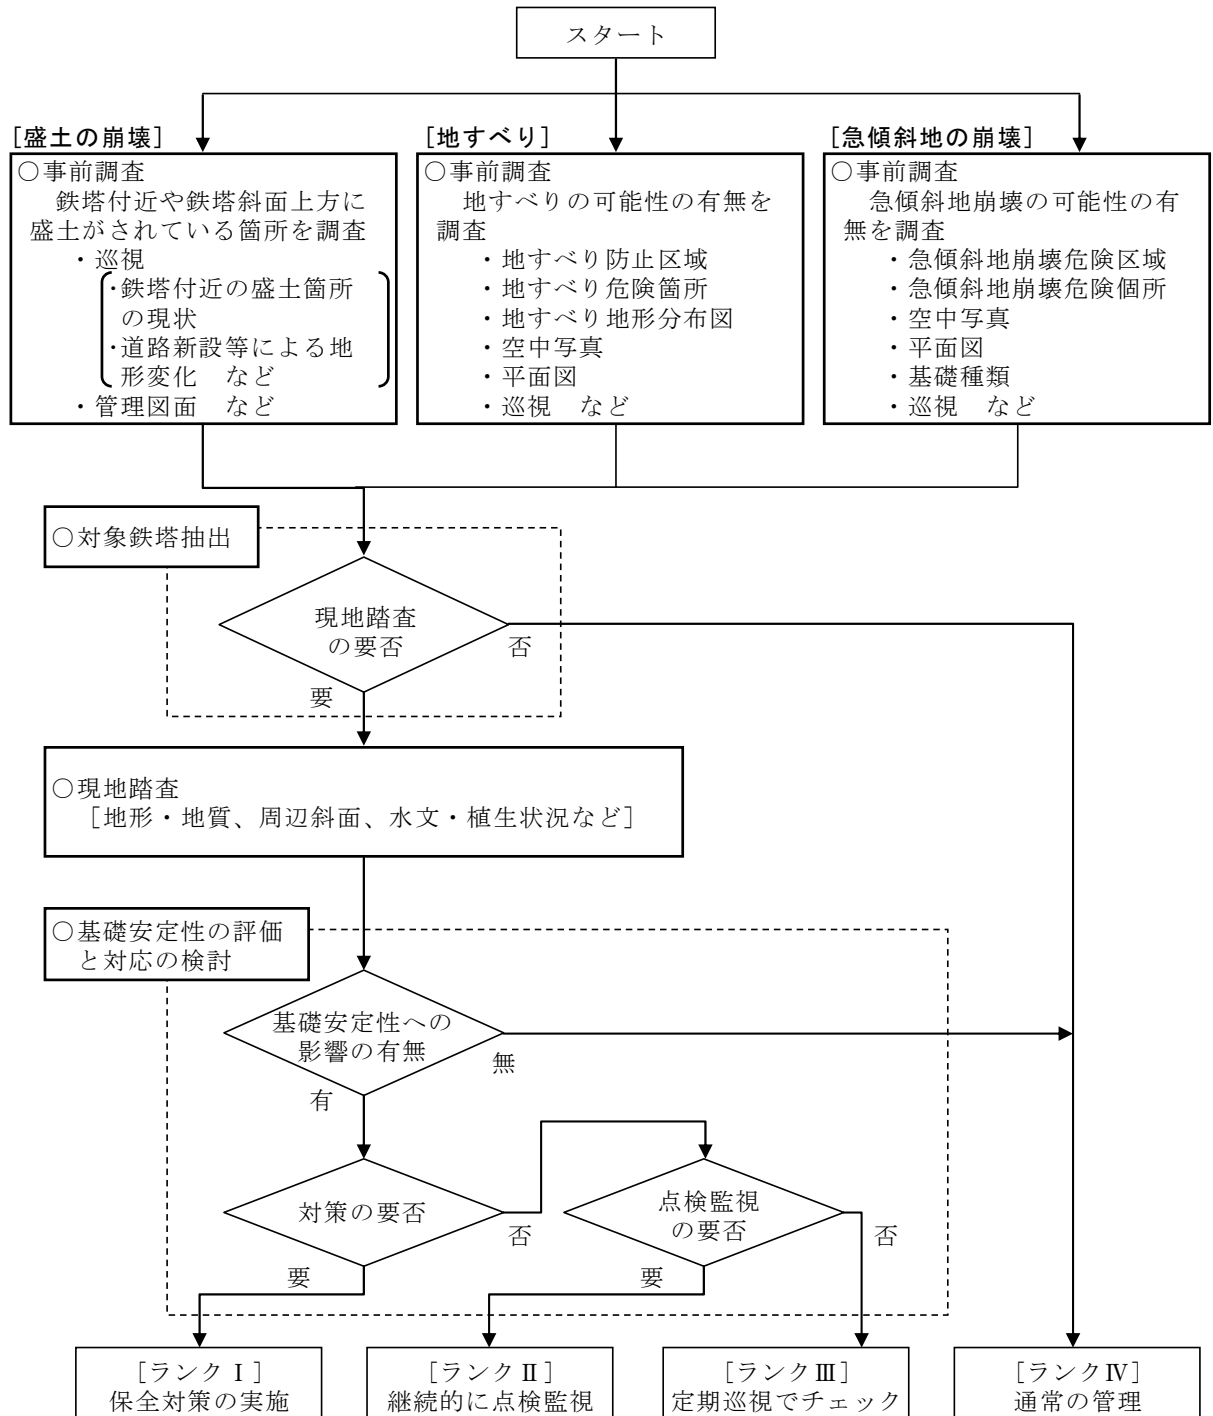 スタート
[盛土の崩壊]
○事前調査
鉄塔付近や鉄塔斜面上方に
盛土がされている箇所を調査
・巡視
・鉄塔付近の盛土箇所
の現状
・道路新設等による地
形変化　など
・管理図面　など
[地すべり]
○事前調査
地すべりの可能性の有無を
調査
・地すべり防止区域
・地すべり危険箇所
・地すべり地形分布図
・空中写真
・平面図
・巡視　など
[急傾斜地の崩壊]
○事前調査
急傾斜地崩壊の可能性の有
無を調査
・急傾斜地崩壊危険区域
・急傾斜地崩壊危険個所
・空中写真
・平面図
・基礎種類
・巡視　など
○対象鉄塔抽出
現地踏査
の要否
否
要
○現地踏査
［地形・地質、周辺斜面、水文・植生状況など］
○基礎安定性の評価
と対応の検討
基礎安定性への
影響の有無
無
有
対策の要否
否
要
点検監視
の要否
否
要
［ランクⅠ］
保全対策の実施
［ランクⅡ］
継続的に点検監視
［ランクⅢ］
定期巡視でチェック
［ランクⅣ］
通常の管理